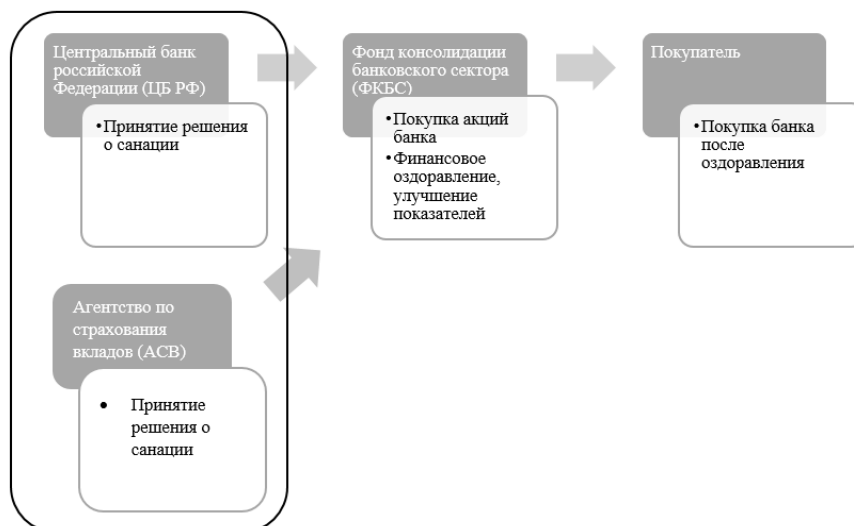 Центральный банк
российской
Федерации (ЦБ РФ)
•Принятие решения
о санации
Фонд консолидации
банковского сектора
(ФКБС)
•Покупка акций
банка
•Финансовое
оздоравление,
улучшение
показателей
Покупатель
•Покупка банка
после
оздоравления
Агентство по
страхования
вкладов (АСВ)
• Принятие
решения о
санации